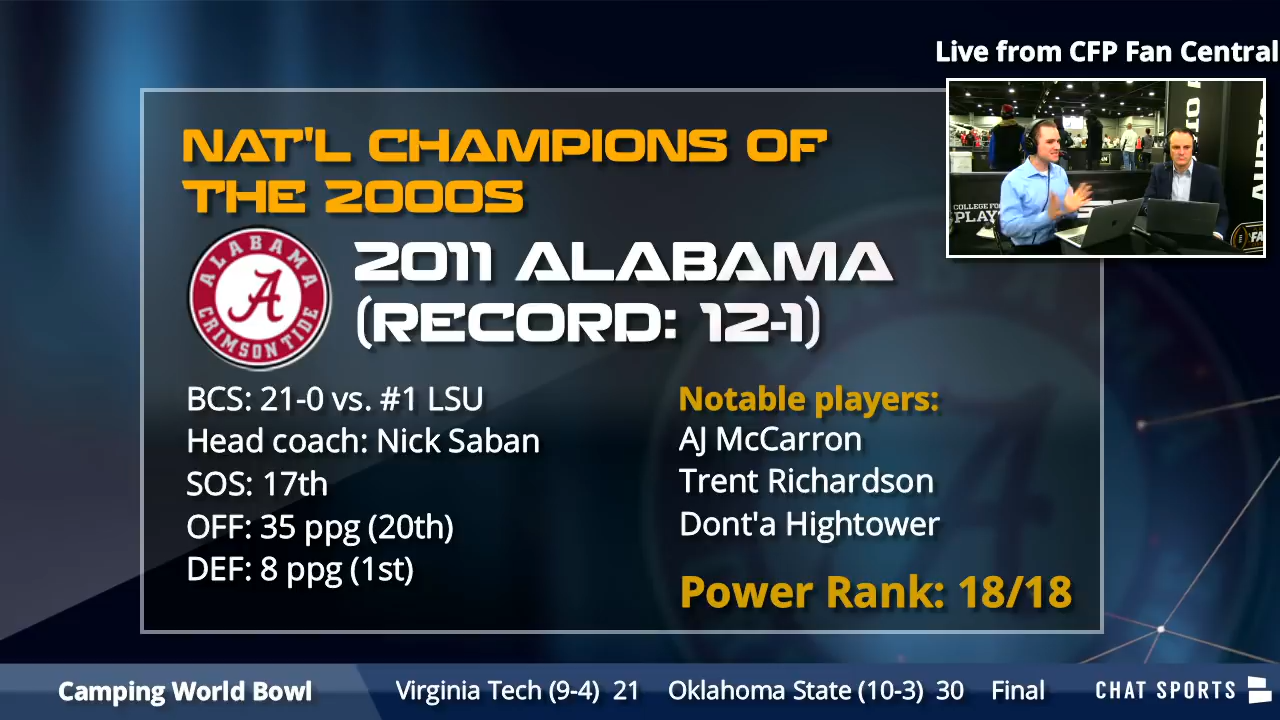 Live from CFP Fan Central
NAT'L CHAMPIONS OF
THE 2000S
ALABAMA
A
CRIMSON TIDE
2011 ALABAMA
(RECORD: 12-1)
BCS: 21-0 vs. #1 LSU
Head coach: Nick Saban
SOS: 17th
OFF: 35 ppg (20th)
DEF: 8 ppg (1st)
Notable players:
AJ McCarron
Trent Richardson
Dont'a Hightower
Power Rank: 18/18
Camping World Bowl
Virginia Tech (9-4) 21 Oklahoma State (10-3) 30 Final
CHAT SPORTS